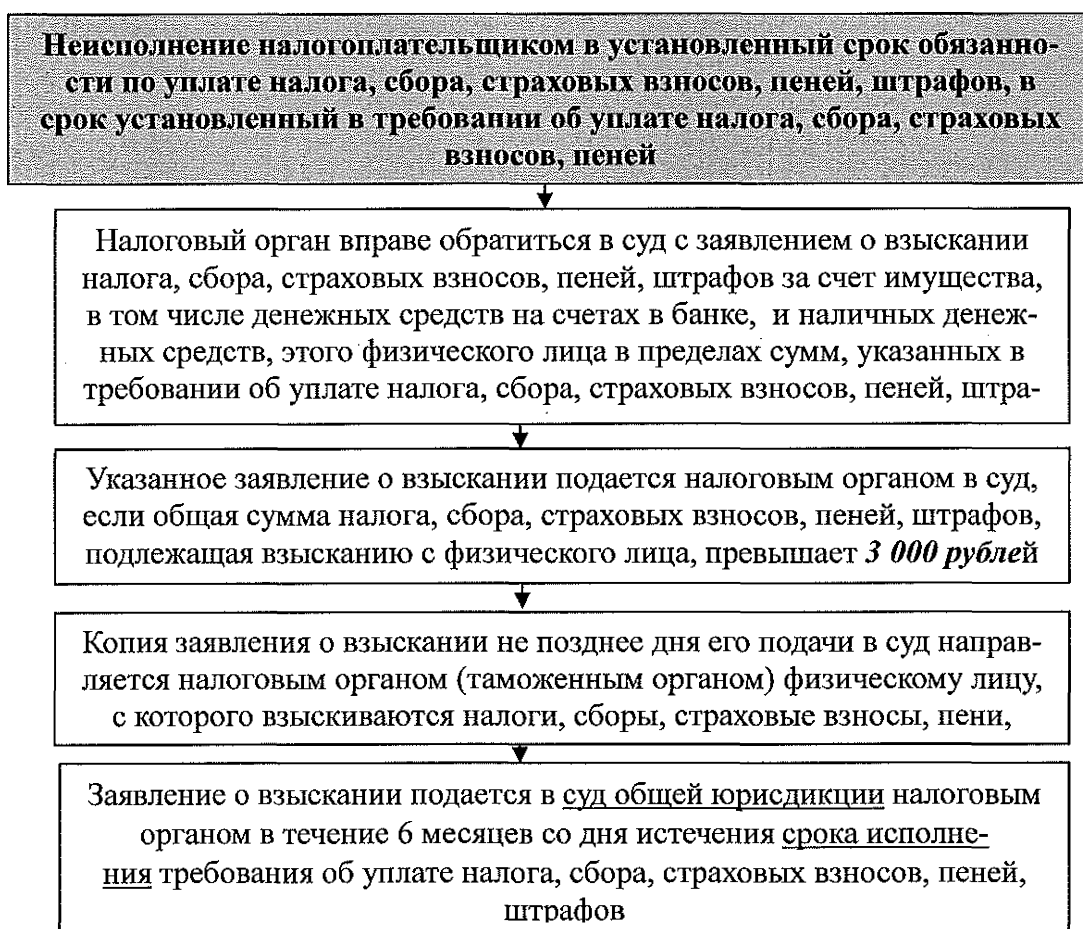 Неисполнение налогоплательщиком в установленный срок обязанно-
сти по уплате налога, сбора, страховых взносов, пеней, штрафов, в
срок установленный в требовании об уплате налога, сбора, страховых
взносов, пеней
Налоговый орган вправе обратиться в суд с заявлением о взыскании
налога, сбора, страховых взносов, пеней, штрафов за счет имущества,
в том числе денежных средств на счетах в банке, и наличных денеж-
ных средств, этого физического лица в пределах сумм, указанных в
требовании об уплате налога, сбора, страховых взносов, пеней, штра-
Указанное заявление о взыскании подается налоговым органом в суд,
если общая сумма налога, сбора, страховых взносов, пеней, штрафов,
подлежащая взысканию с физического лица, превышает 3 000 рублей
Копия заявления о взыскании не позднее дня его подачи в суд направ-
ляется налоговым органом (таможенным органом) физическому лицу,
с которого взыскиваются налоги, сборы, страховые взносы, пени,
Заявление о взыскании подается в суд общей юрисдикции налоговым
органом в течение 6 месяцев со дня истечения срока исполне-
ния требования об уплате налога, сбора, страховых взносов, пеней,
штрафов